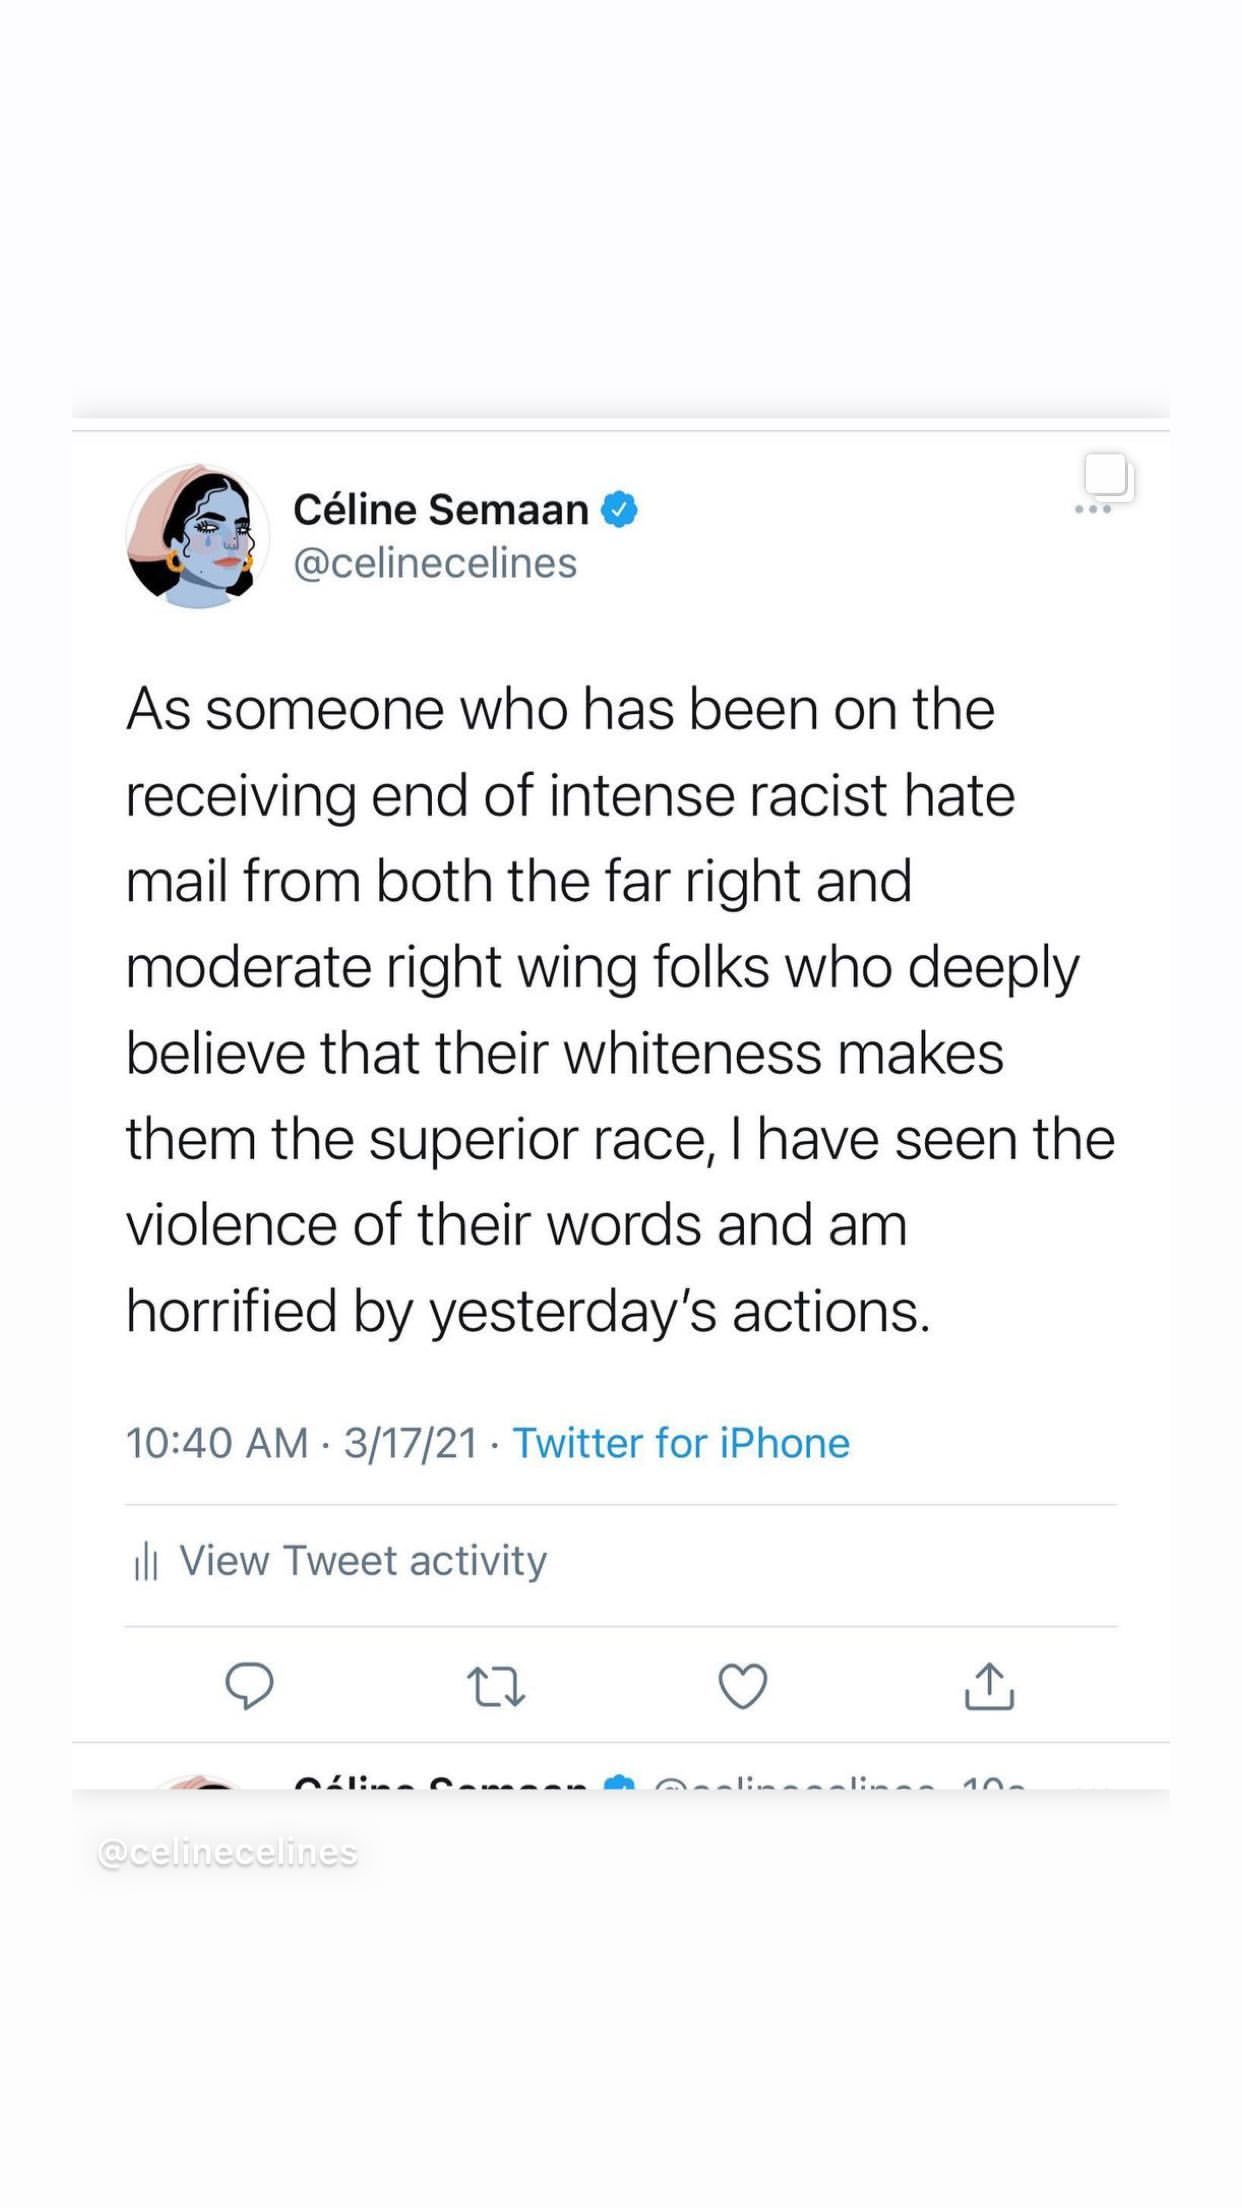 Céline Semaan
@celinecelines
As someone who has been on the
receiving end of intense racist hate
mail from both the far right and
moderate right wing folks who deeply
believe that their whiteness makes
them the superior race, I have seen the
violence of their words and am
horrified by yesterday’s actions.
10:40 AM · 3/17/21 · Twitter for iPhone
View Tweet activity
Céline Semaan @celinecelines
@celinecelines